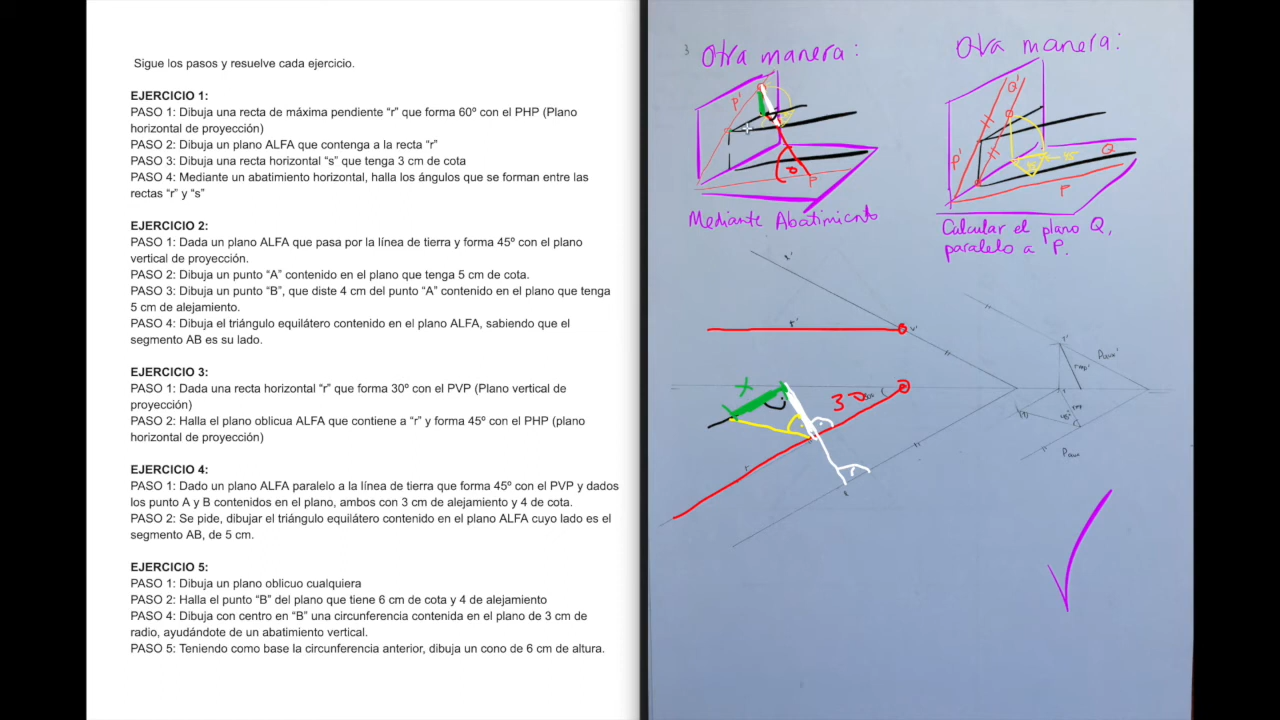 Sigue los pasos y resuelve cada ejercicio.
EJERCICIO 1:
PASO 1: Dibuja una recta de máxima pendiente “r” que forma 60º con el PHP (Plano
horizontal de proyección)
PASO 2: Dibuja un plano ALFA que contenga a la recta “r”
PASO 3: Dibuja una recta horizontal “s” que tenga 3 cm de cota
PASO 4: Mediante un abatimiento horizontal, halla los ángulos que se forman entre las
rectas “r” y “s”
EJERCICIO 2:
PASO 1: Dada un plano ALFA que pasa por la línea de tierra y forma 45º con el plano
vertical de proyección.
PASO 2: Dibuja un punto “A” contenido en el plano que tenga 5 cm de cota.
PASO 3: Dibuja un punto “B”, que diste 4 cm del punto “A” contenido en el plano que tenga
5 cm de alejamiento.
PASO 4: Dibuja el triángulo equilátero contenido en el plano ALFA, sabiendo que el
segmento AB es su lado.
EJERCICIO 3:
PASO 1: Dada una recta horizontal “r” que forma 30º con el PVP (Plano vertical de
proyección)
PASO 2: Halla el plano oblicua ALFA que contiene a “r” y forma 45º con el PHP (plano
horizontal de proyección)
EJERCICIO 4:
PASO 1: Dado un plano ALFA paralelo a la línea de tierra que forma 45º con el PVP y dados
los punto A y B contenidos en el plano, ambos con 3 cm de alejamiento y 4 de cota.
PASO 2: Se pide, dibujar el triángulo equilátero contenido en el plano ALFA cuyo lado es el
segmento AB, de 5 cm.
EJERCICIO 5:
PASO 1: Dibuja un plano oblicuo cualquiera
PASO 2: Halla el punto “B” del plano que tiene 6 cm de cota y 4 de alejamiento
PASO 4: Dibuja con centro en “B” una circunferencia contenida en el plano de 3 cm de
radio, ayudándote de un abatimiento vertical.
PASO 5: Teniendo como base la circunferencia anterior, dibuja un cono de 6 cm de altura.
3
Otra manera:
P'
P
Mediante Abatimiento
Otra manera:
Q'
P'
Q
P
Calcular el plano Q,
paralelo a P.
r'
v'
X
30
r